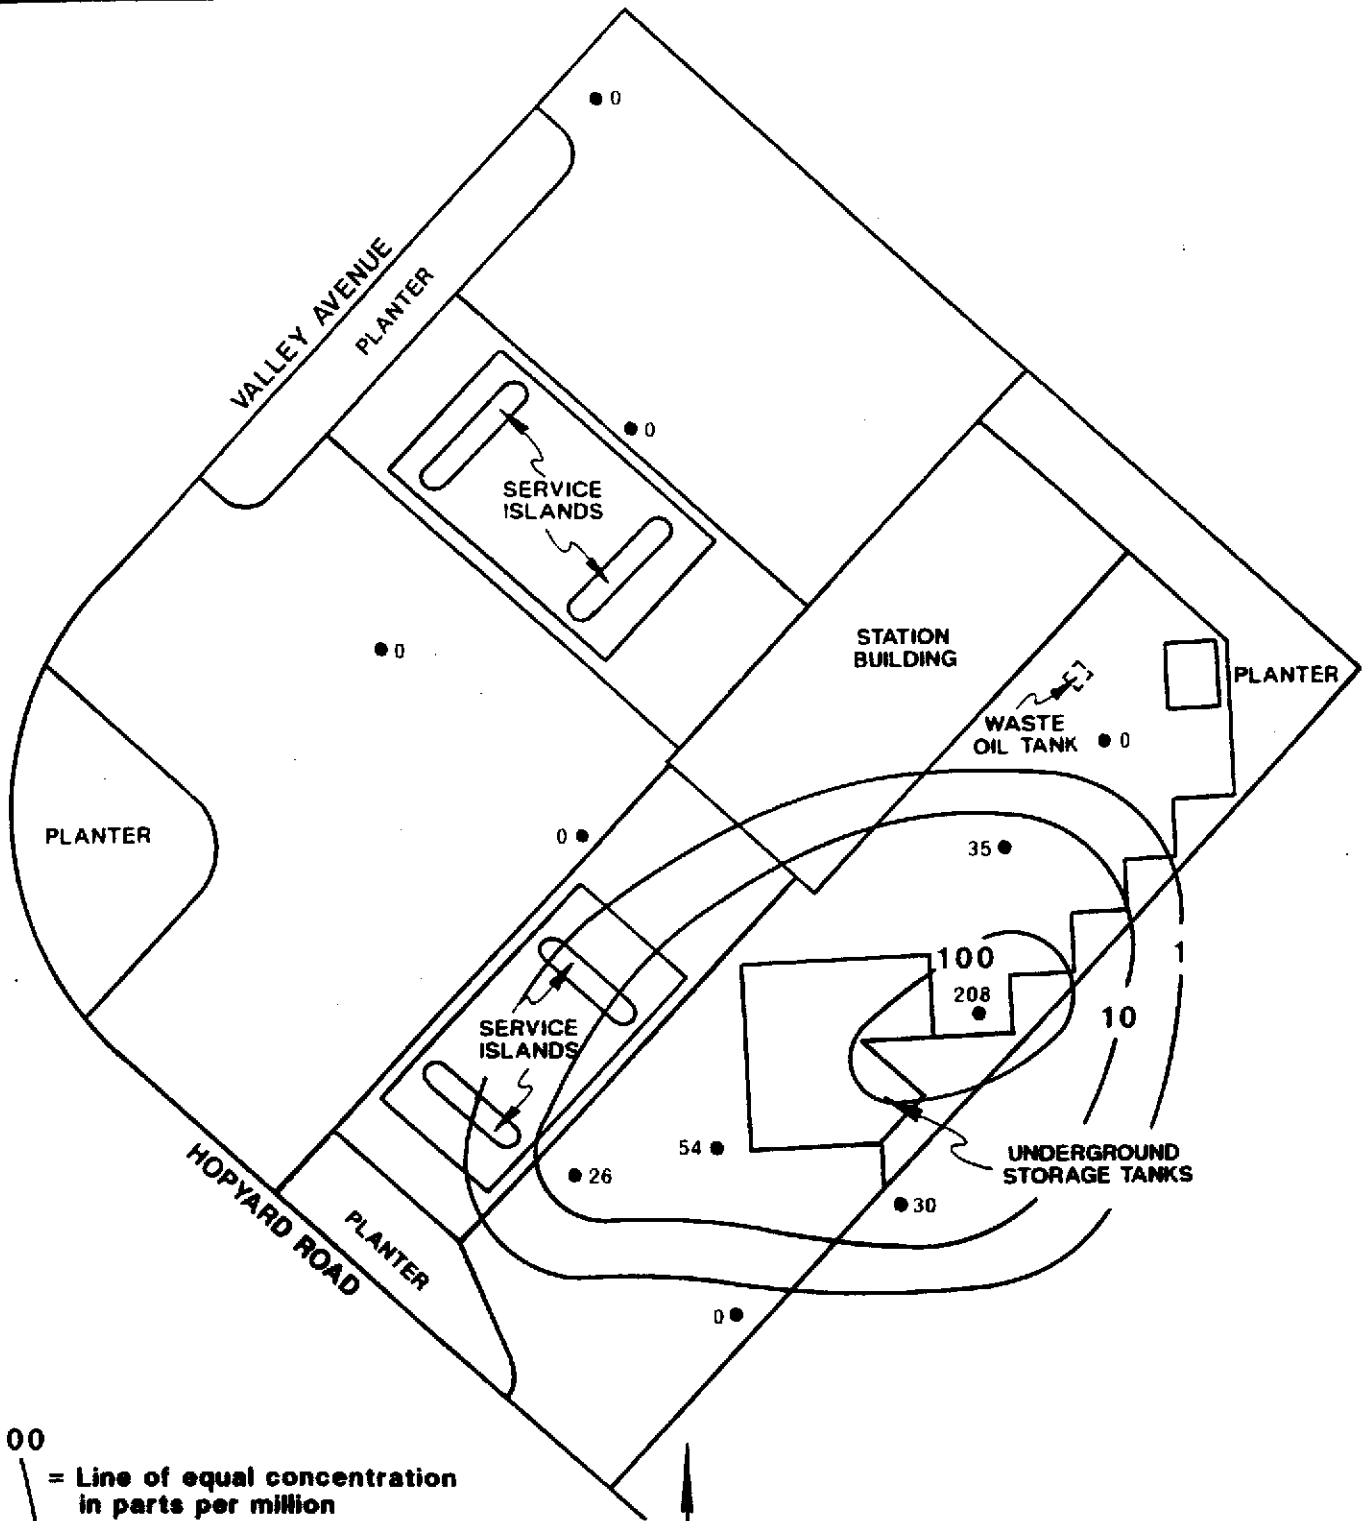 0
VALLEY AVENUE
PLANTER
0
SERVICE
ISLANDS
0
STATION
BUILDING
PLANTER
WASTE
OIL TANK
0
PLANTER
0
35
100
208
1
10
SERVICE
ISLANDS
54
26
UNDERGROUND
STORAGE TANKS
30
HOPYARD ROAD
PLANTER
0
00
= Line of equal concentration
in parts per million